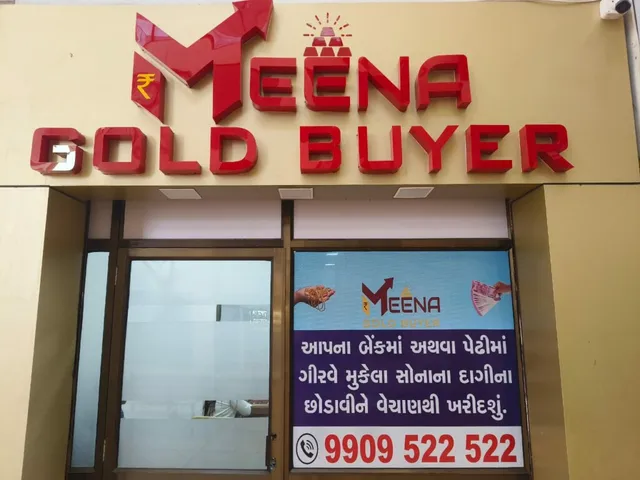 ₹ MEENA
GOLD BUYER
₹ MEENA
GOLD BUYER
આપના બેંકમાં અથવા પેઢીમાં
ગીરવે મુકેલા સોનાના દાગીના
છોડાવીને વેચાણથી ખરીદશું.
9909 522 522